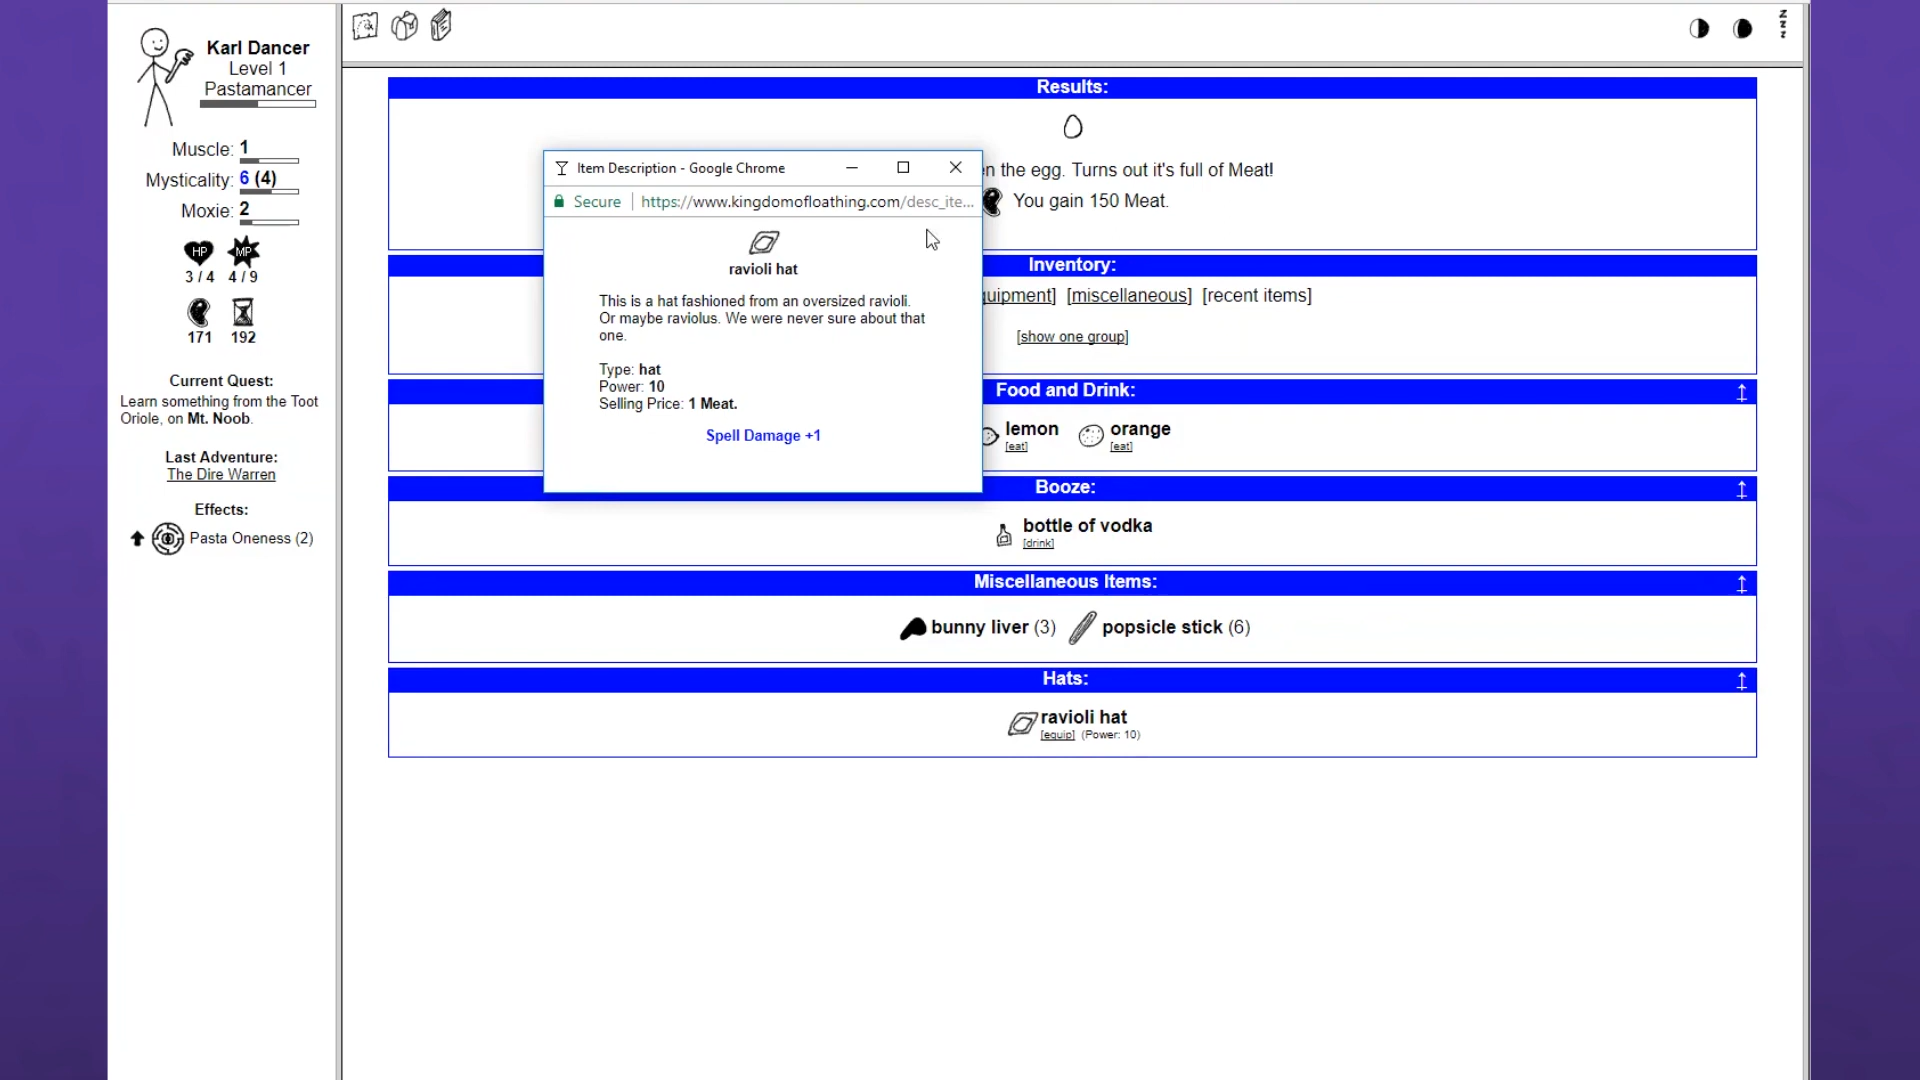 Karl Dancer
Level 1
Pastamancer
Muscle: 1
Mysticality: 6 (4)
Moxie: 2
HP MP
3 / 4 4 / 9
171 192
Current Quest:
Learn something from the Toot
Oriole, on Mt. Noob.
Last Adventure:
The Dire Warren
Effects:
Pasta Oneness (2)
z
z
z
Results:
the egg. Turns out it's full of Meat!
You gain 150 Meat.
Item Description - Google Chrome
Secure https://www.kingdomofloathing.com/desc_ite...
ravioli hat
This is a hat fashioned from an oversized ravioli.
Or maybe raviolus. We were never sure about that
one.
Type: hat
Power: 10
Selling Price: 1 Meat.
Spell Damage +1
Inventory:
quipment] [miscellaneous] [recent items]
[show one group]
Food and Drink:
lemon orange
[eat] [eat]
Booze:
bottle of vodka
[drink]
Miscellaneous Items:
bunny liver (3) popsicle stick (6)
Hats:
ravioli hat
[equip] (Power: 10)